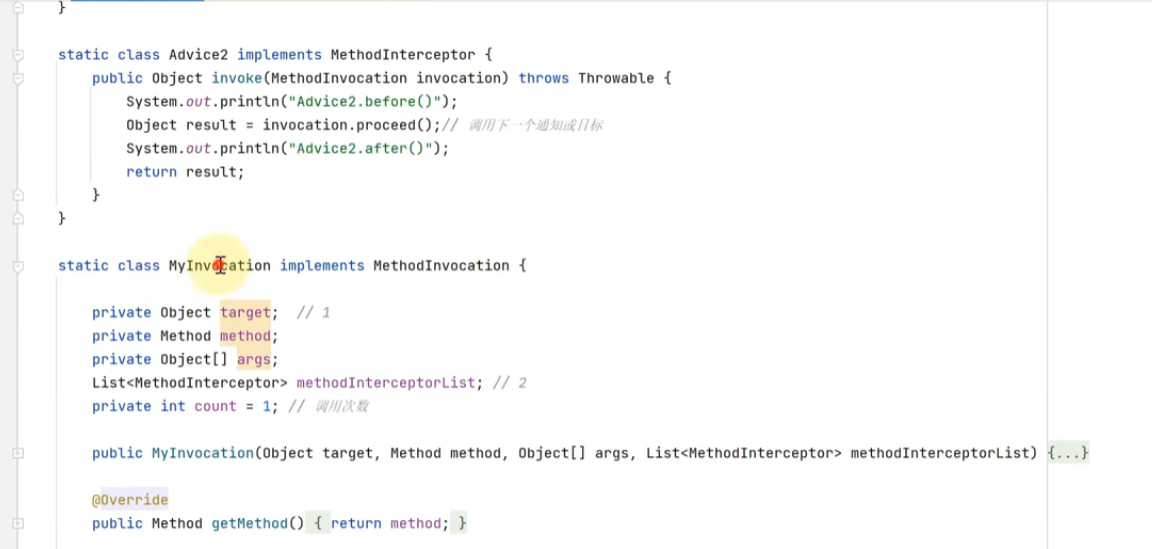 }
static class Advice2 implements MethodInterceptor {
public Object invoke(MethodInvocation invocation) throws Throwable {
System.out.println("Advice2.before()");
Object result = invocation.proceed();// 调用下一个通知或目标
System.out.println("Advice2.after()");
return result;
}
}
static class MyInvocation implements MethodInvocation {
private Object target;  // 1
private Method method;
private Object[] args;
List<MethodInterceptor> methodInterceptorList; // 2
private int count = 1; // 调用次数
public MyInvocation(Object target, Method method, Object[] args, List<MethodInterceptor> methodInterceptorList) {...}
@Override
public Method getMethod() { return method; }